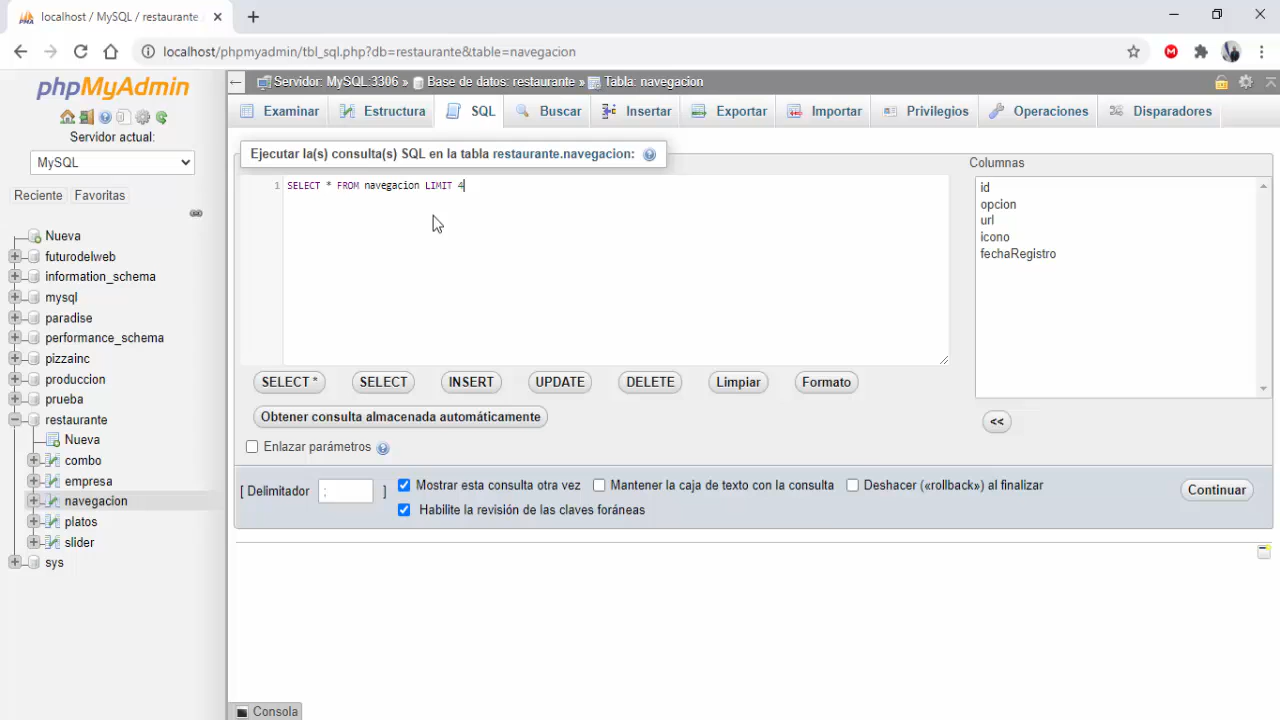 localhost / MySQL / restaurante
localhost/phpmyadmin/tbl_sql.php?db=restaurante&table=navegacion
phpMyAdmin
Servidor actual:
MySQL
Reciente Favoritas
Nueva
futurodelweb
information_schema
mysql
paradise
performance_schema
pizzainc
produccion
prueba
restaurante
Nueva
combo
empresa
navegacion
platos
slider
sys
Servidor: MySQL:3306 » Base de datos: restaurante » Tabla: navegacion
Examinar Estructura SQL Buscar Insertar Exportar Importar Privilegios Operaciones Disparadores
Ejecutar la(s) consulta(s) SQL en la tabla restaurante.navegacion:
1 SELECT * FROM navegacion LIMIT 4
Columnas
id
opcion
url
icono
fechaRegistro
SELECT * SELECT INSERT UPDATE DELETE Limpiar Formato
<<
Obtener consulta almacenada automáticamente
Enlazar parámetros
[ Delimitador ; ] Mostrar esta consulta otra vez Mantener la caja de texto con la consulta Deshacer («rollback») al finalizar
Habilite la revisión de las claves foráneas
Continuar
Consola